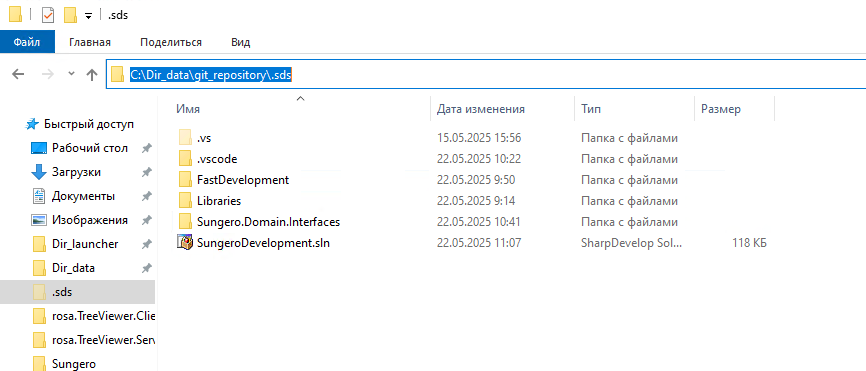 .sds
Файл Главная Поделиться Вид
C:\Dir_data\git_repository\.sds
Имя Дата изменения Тип Размер
Быстрый доступ
Рабочий стол
Загрузки
Документы
Изображения
Dir_launcher
Dir_data
.sds
rosa.TreeViewer.Clie
rosa.TreeViewer.Serv
Sungero
.vs 15.05.2025 15:56 Папка с файлами
.vscode 22.05.2025 10:22 Папка с файлами
FastDevelopment 22.05.2025 9:50 Папка с файлами
Libraries 22.05.2025 9:14 Папка с файлами
Sungero.Domain.Interfaces 22.05.2025 10:41 Папка с файлами
SungeroDevelopment.sln 22.05.2025 11:07 SharpDevelop Sol... 118 КБ